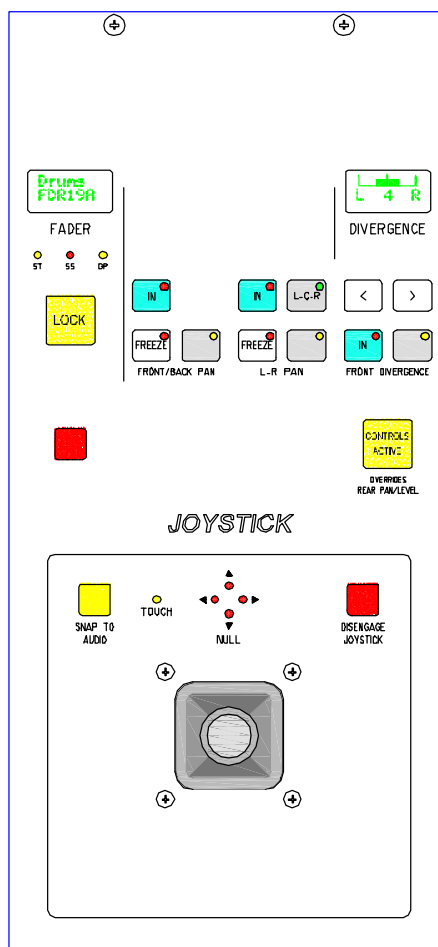 Drums
FDR19A
L 4 R
FADER
DIVERGENCE
ST SS DP
IN
IN
L-C-R
<
>
LOCK
FREEZE
FREEZE
IN
FRONT/BACK PAN
L-R PAN
FRONT DIVERGENCE
CONTROLS
ACTIVE
OVERRIDES
REAR PAN/LEVEL
JOYSTICK
SNAP TO
AUDIO
TOUCH
NULL
DISENGAGE
JOYSTICK